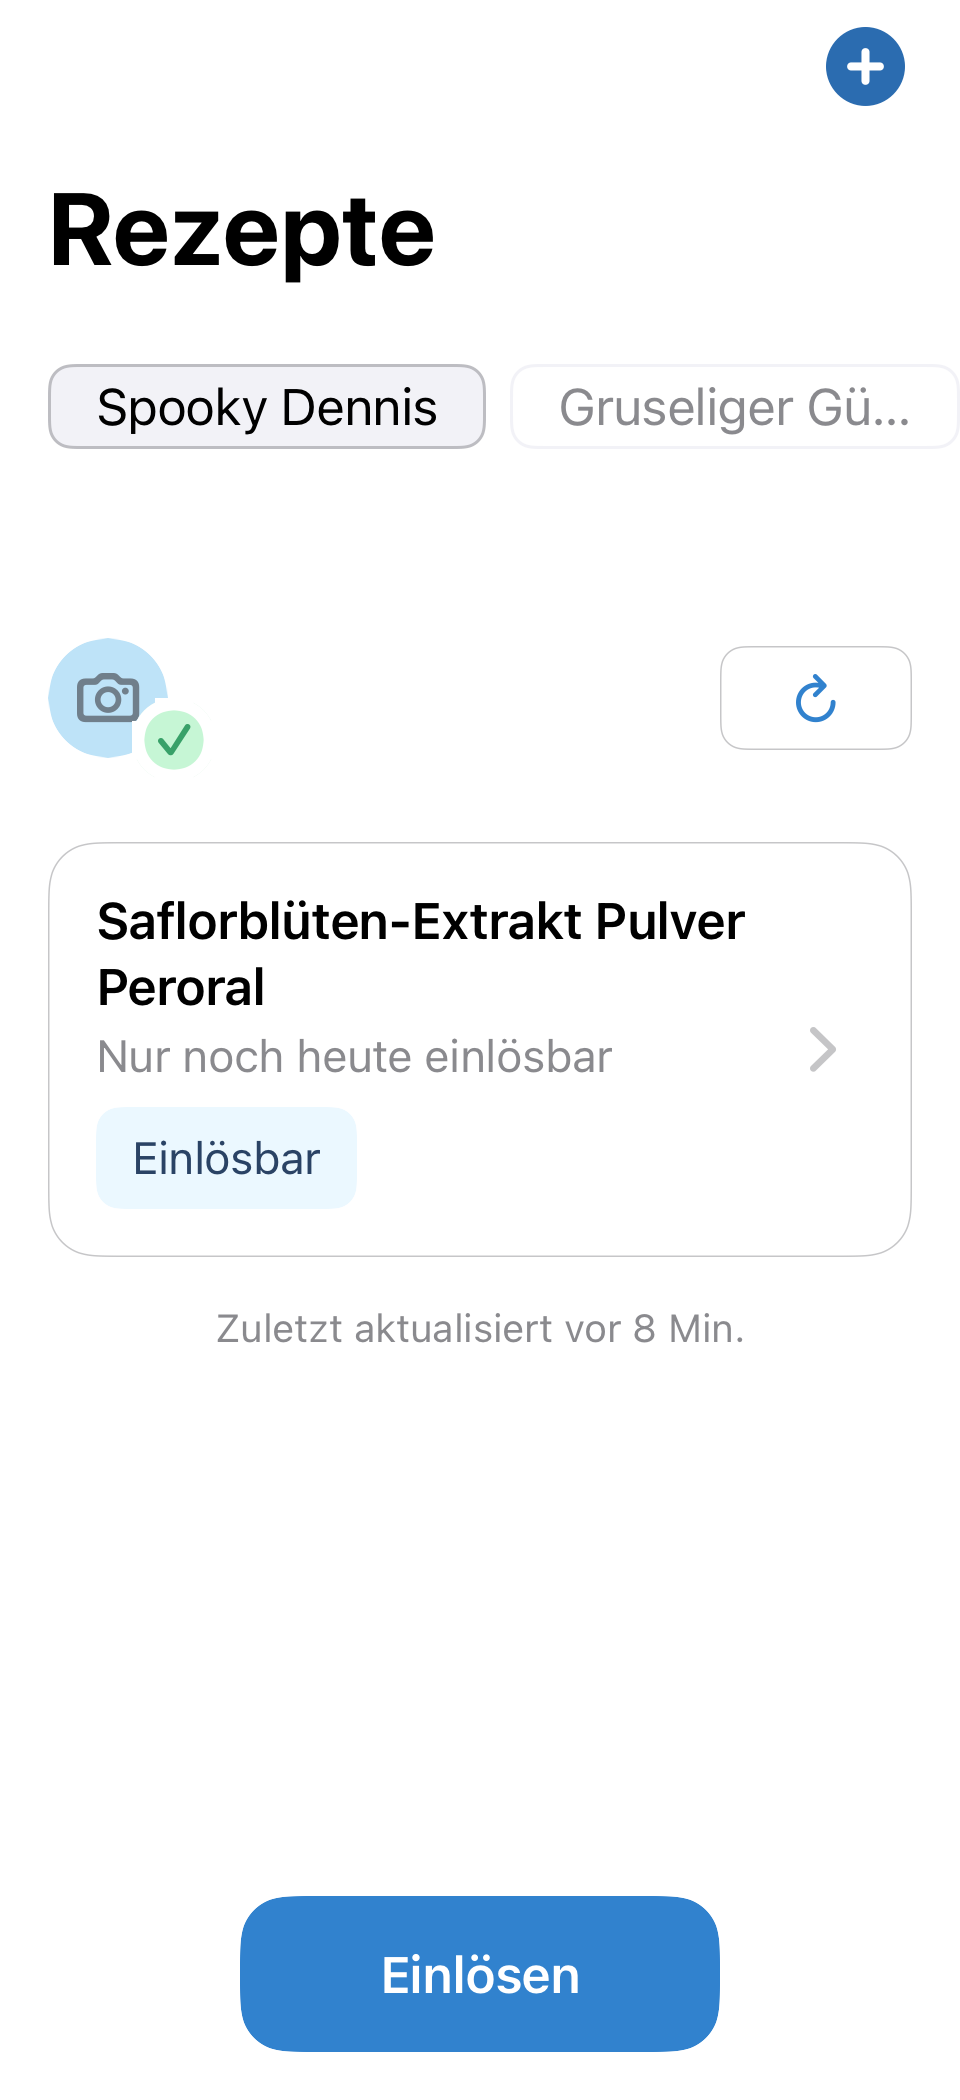 Rezepte
Spooky Dennis
Gruseliger Gü...
Saflorblüten-Extrakt Pulver
Peroral
Nur noch heute einlösbar
Einlösbar
Zuletzt aktualisiert vor 8 Min.
Einlösen